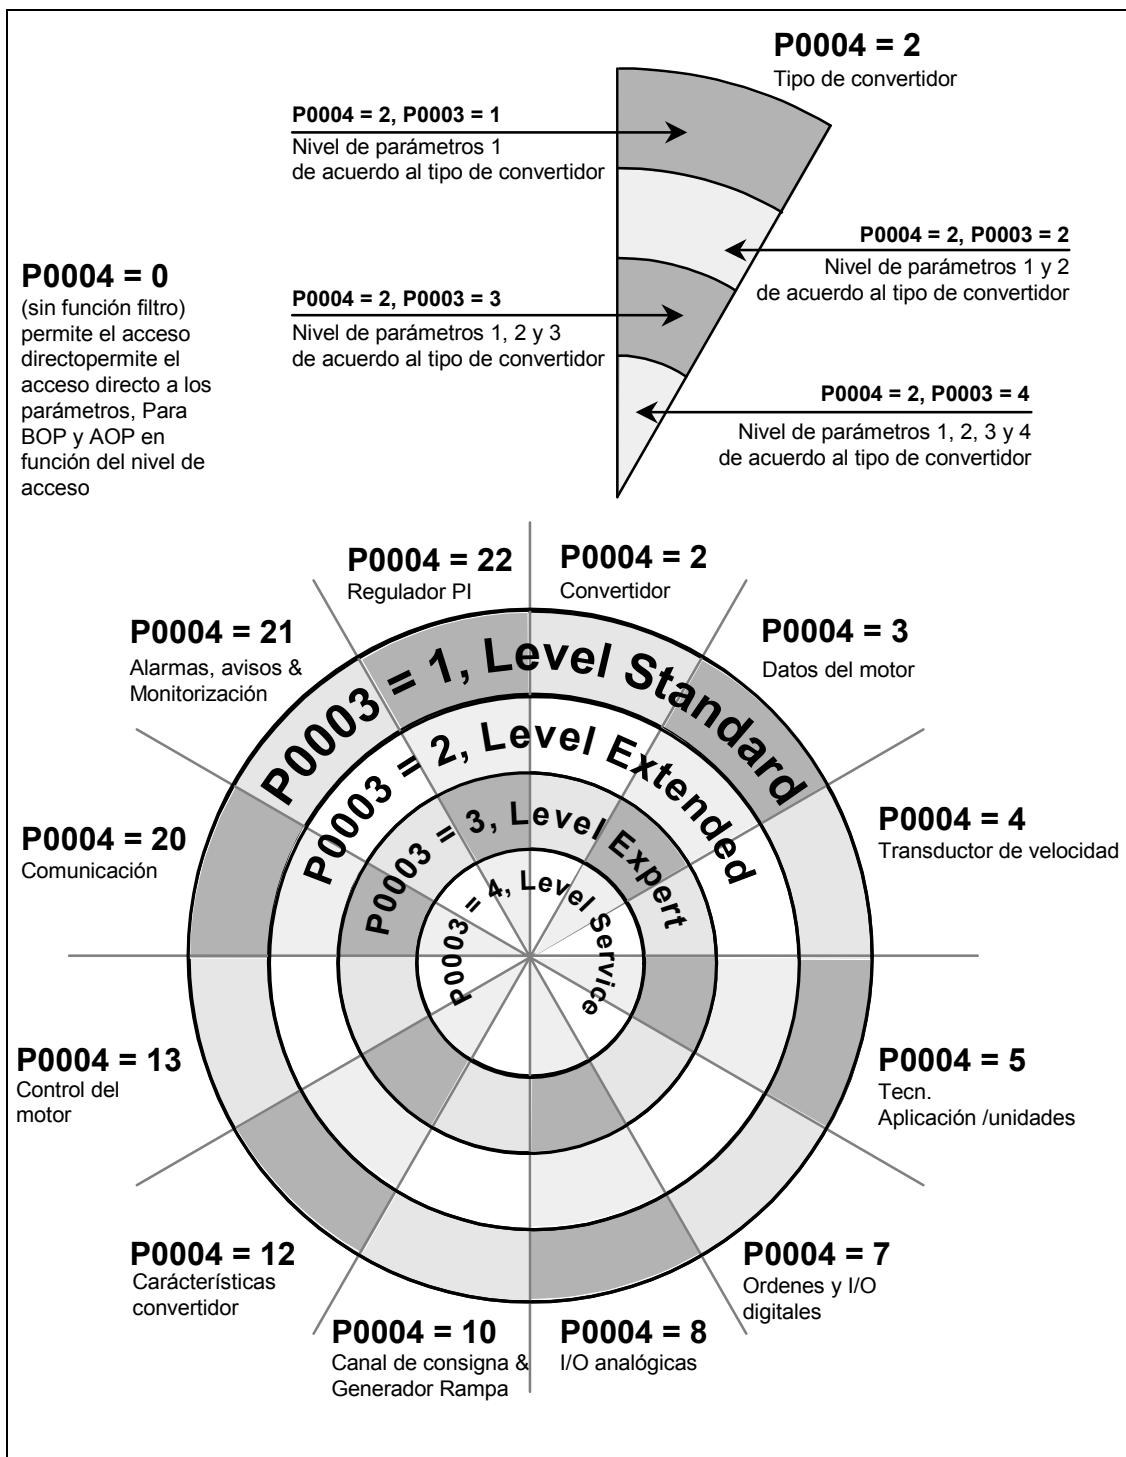 P0004 = 2
Tipo de convertidor
P0004 = 2, P0003 = 1
Nivel de parámetros 1
de acuerdo al tipo de convertidor
P0004 = 2, P0003 = 2
Nivel de parámetros 1 y 2
de acuerdo al tipo de convertidor
P0004 = 0
(sin función filtro)
permite el acceso
directopermite el
acceso directo a los
parámetros, Para
BOP y AOP en
función del nivel de
acceso
P0004 = 2, P0003 = 3
Nivel de parámetros 1, 2 y 3
de acuerdo al tipo de convertidor
P0004 = 2, P0003 = 4
Nivel de parámetros 1, 2, 3 y 4
de acuerdo al tipo de convertidor
P0004 = 22
Regulador PI
P0004 = 2
Convertidor
P0004 = 21
Alarmas, avisos &
Monitorización
P0004 = 3
Datos del motor
P0003 = 1, Level Standard
P0003 = 2, Level Extended
P0003 = 3, Level Expert
P0003 = 4, Level Service
P0004 = 20
Comunicación
P0004 = 4
Transductor de velocidad
P0004 = 13
Control del
motor
P0004 = 5
Tecn.
Aplicación /unidades
P0004 = 12
Carácterísticas
convertidor
P0004 = 7
Ordenes y I/O
digitales
P0004 = 10
Canal de consigna &
Generador Rampa
P0004 = 8
I/O analógicas